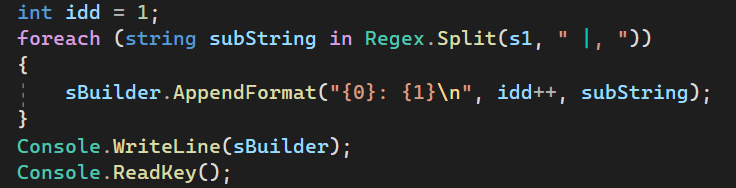 int idd = 1;
foreach (string subString in Regex.Split(s1, " |, "))
{
    sBuilder.AppendFormat("{0}: {1}\n", idd++, subString);
}
Console.WriteLine(sBuilder);
Console.ReadKey();